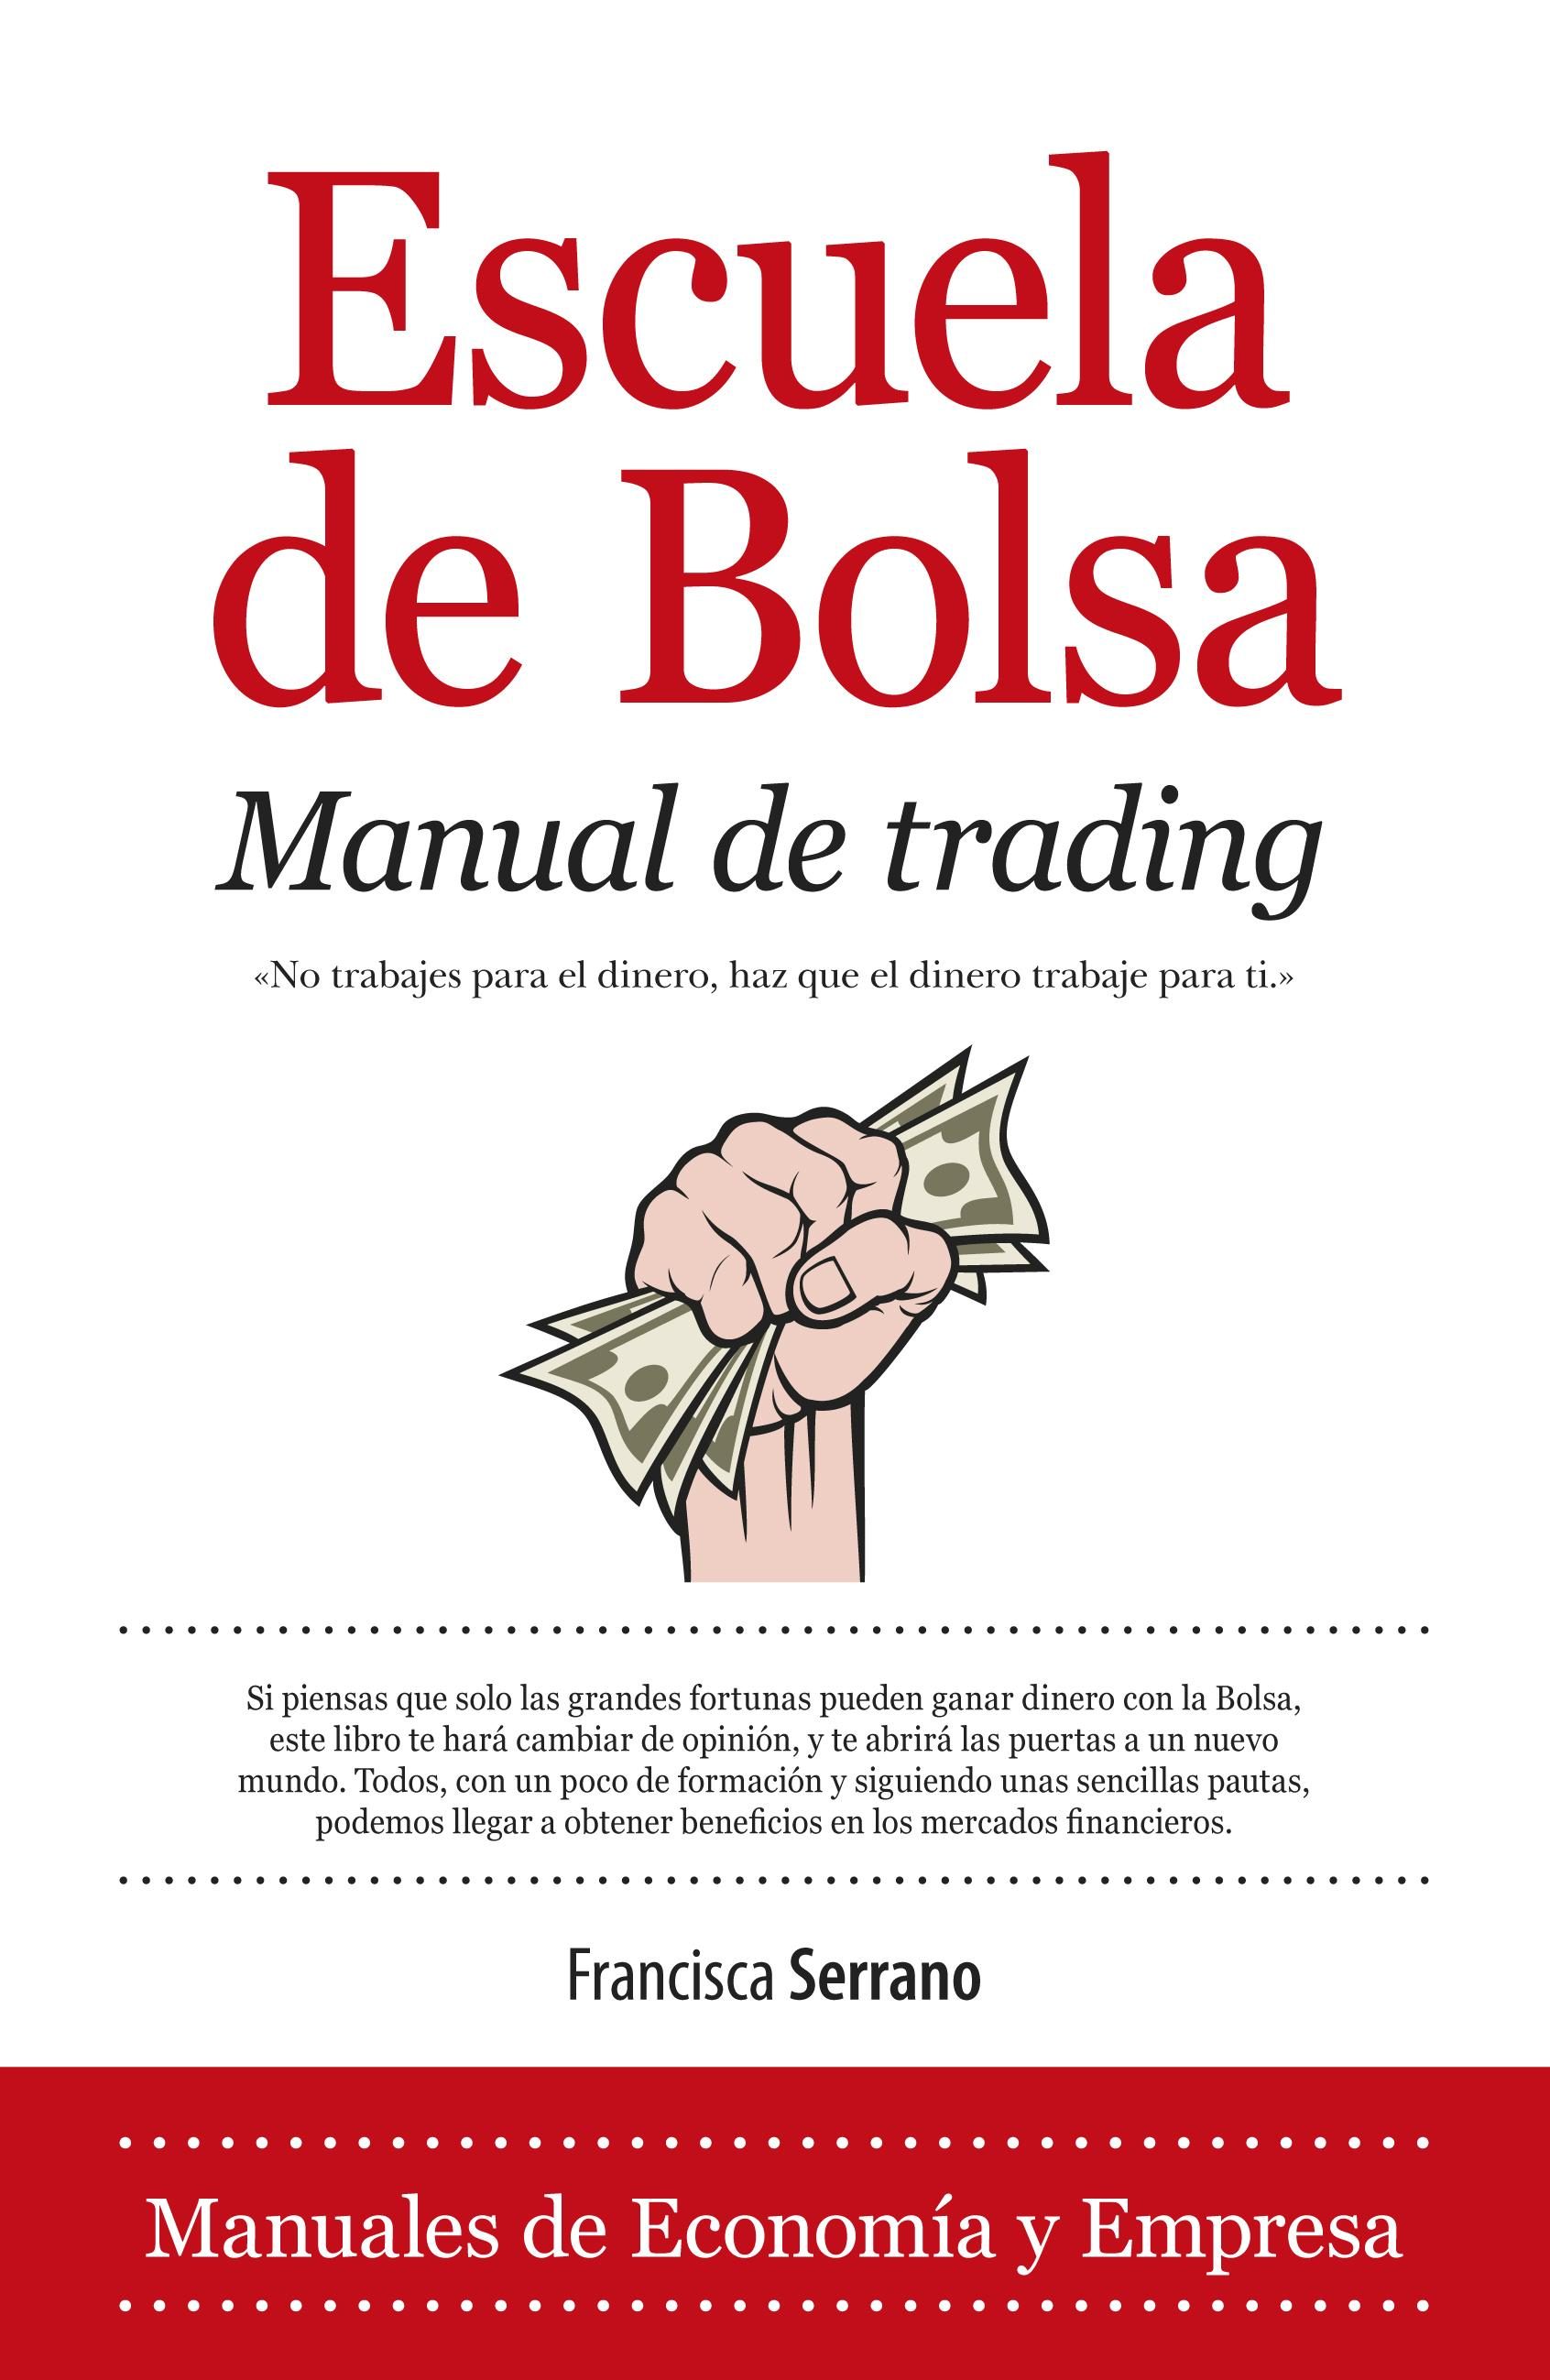 Escuela
de Bolsa
Manual de trading
«No trabajes para el dinero, haz que el dinero trabaje para ti.»
Si piensas que solo las grandes fortunas pueden ganar dinero con la Bolsa,
este libro te hará cambiar de opinión, y te abrirá las puertas a un nuevo
mundo. Todos, con un poco de formación y siguiendo unas sencillas pautas,
podemos llegar a obtener beneficios en los mercados financieros.
Francisca Serrano
Manuales de Economía y Empresa